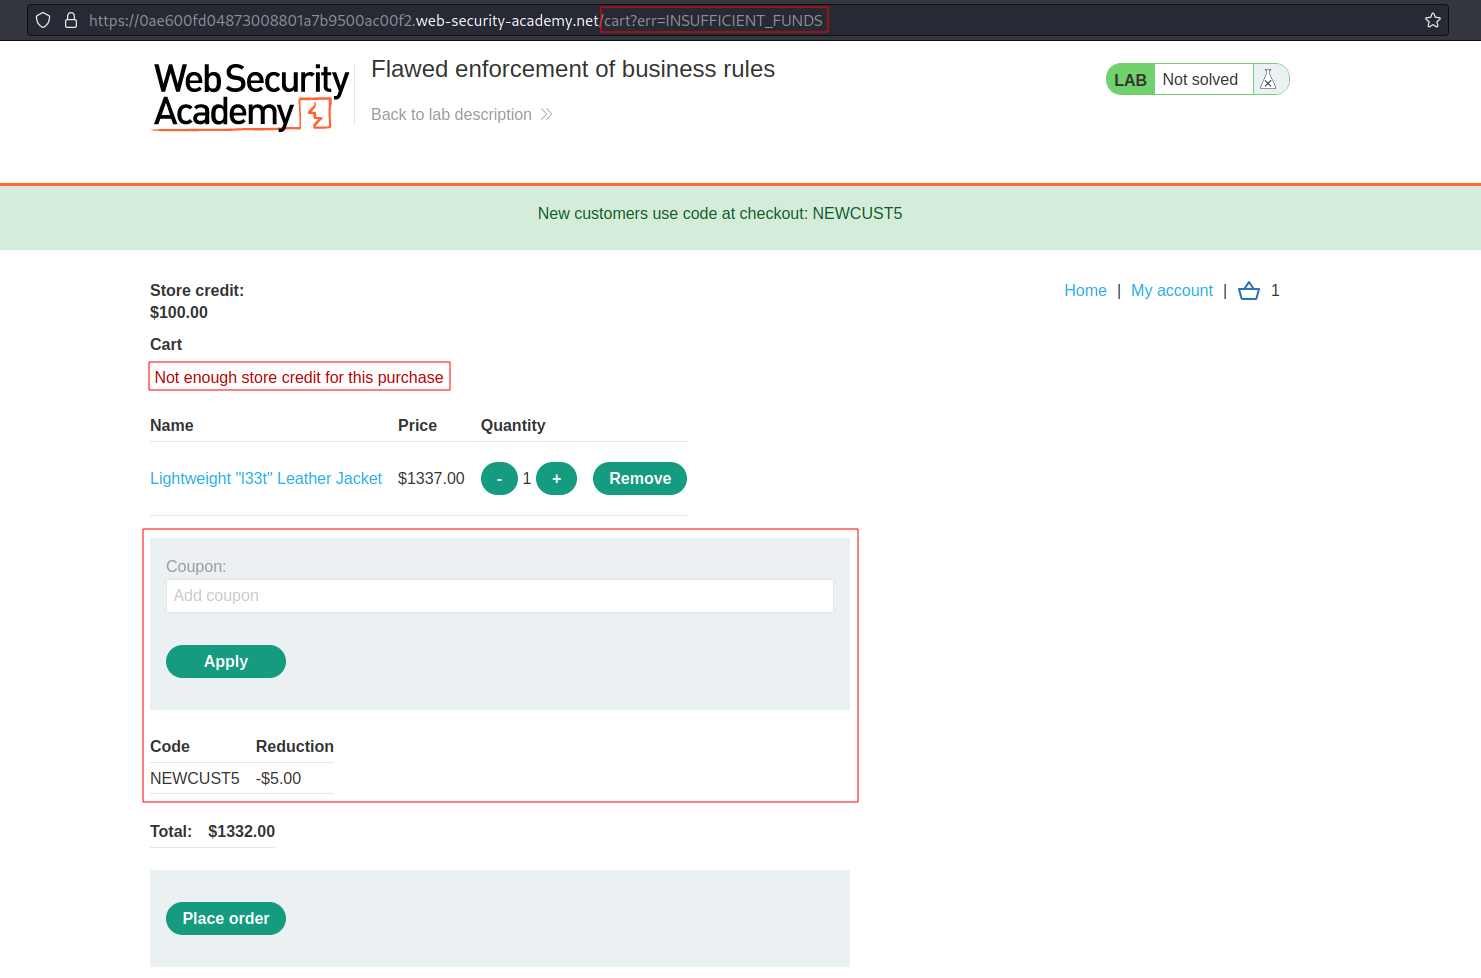 https://0ae600fd04873008801a7b9500ac00f2.web-security-academy.net/cart?err=INSUFFICIENT_FUNDS
Web Security
Academy
Flawed enforcement of business rules
Back to lab description
LAB Not solved
New customers use code at checkout: NEWCUST5
Store credit:
$100.00
Home | My account | 1
Cart
Not enough store credit for this purchase
Name Price Quantity
Lightweight "l33t" Leather Jacket $1337.00 - 1 + Remove
Coupon:
Add coupon
Apply
Code Reduction
NEWCUST5 -$5.00
Total: $1332.00
Place order